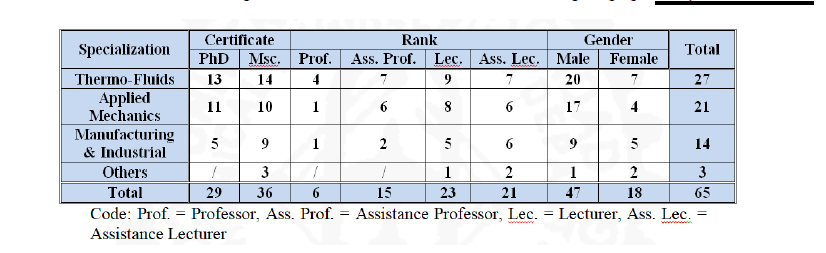 Specialization Certificate Rank Gender Total
PhD Msc. Prof. Ass. Prof. Lec. Ass. Lec. Male Female
Thermo-Fluids 13 14 4 7 9 7 20 7 27
Applied Mechanics 11 10 1 6 8 6 17 4 21
Manufacturing & Industrial 5 9 1 2 5 6 9 5 14
Others / 3 / / 1 2 1 2 3
Total 29 36 6 15 23 21 47 18 65
Code: Prof. = Professor, Ass. Prof. = Assistance Professor, Lec. = Lecturer, Ass. Lec. =
Assistance Lecturer